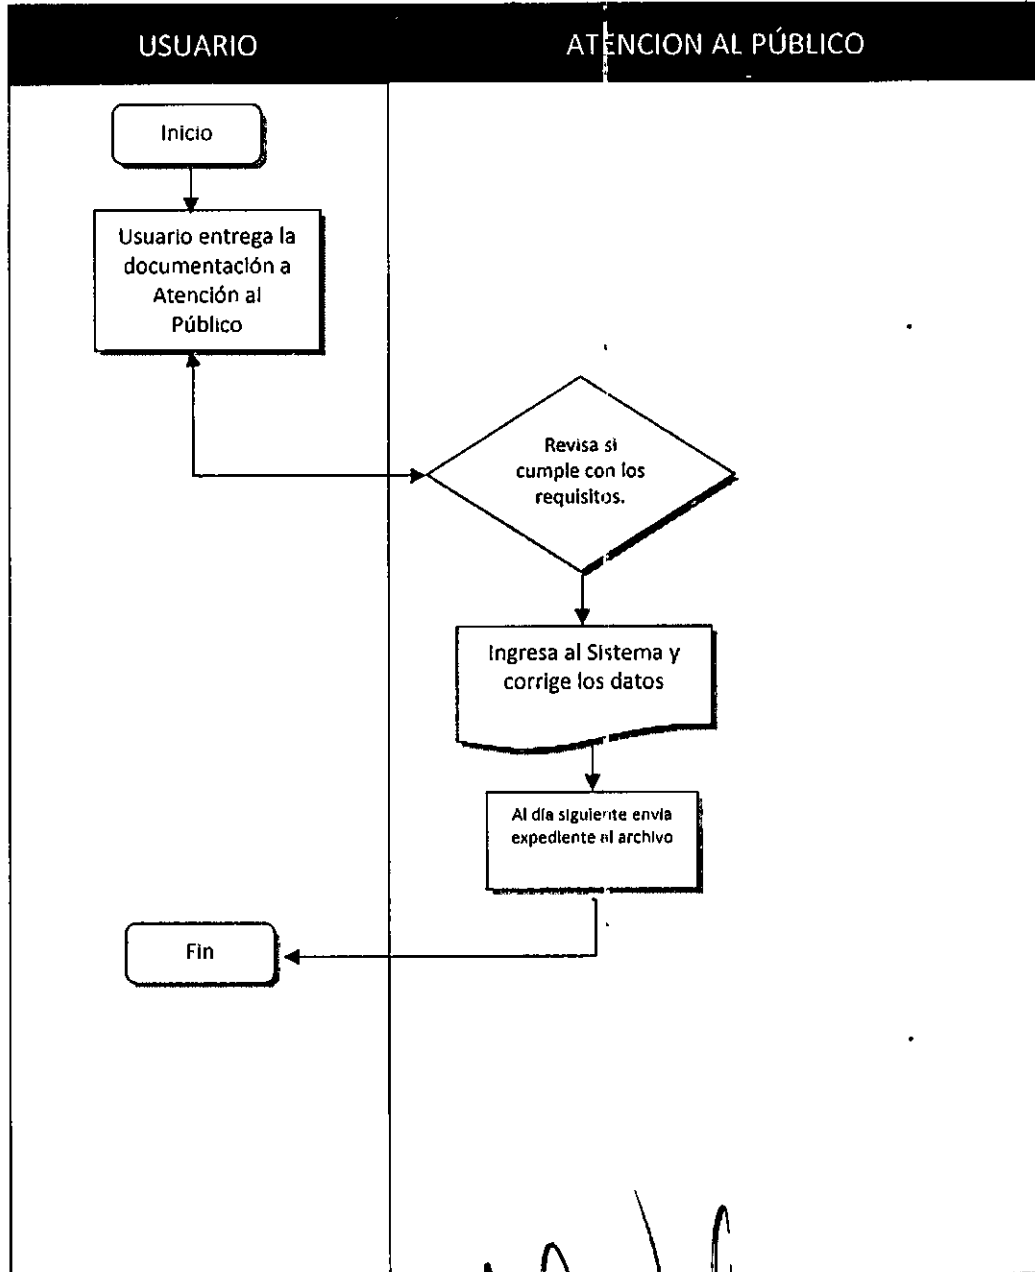 USUARIO
ATENCION AL PÚBLICO
Inicio
Usuario entrega la
documentación a
Atención al
Público
Revisa si
cumple con los
requisitos.
Ingresa al Sistema y
corrige los datos
Al día siguiente envia
expediente al archivo
Fin